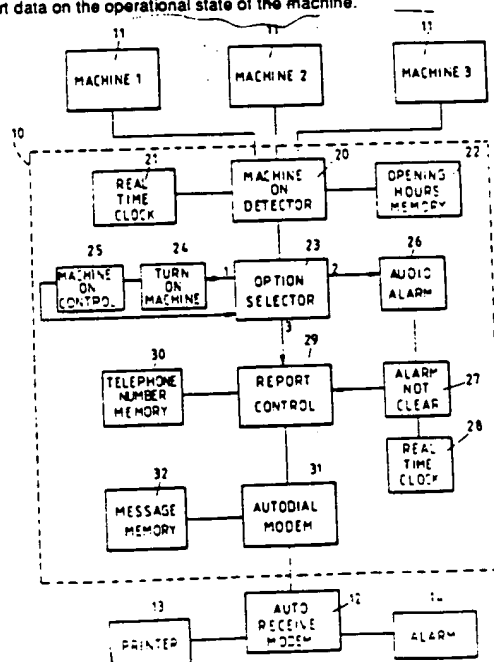 rt data on the operational state of the machine.
11
11
11
MACHINE 1
MACHINE 2
MACHINE 3
10
21
20
22
REAL
TIME
CLOCK
MACHINE
ON
DETECTOR
OPENING
HOURS
MEMORY
25
24
23
26
MACHINE
ON
CONTROL
TURN
ON
MACHINE
1
OPTION
SELECTOR
2
AUDIO
ALARM
3
30
29
27
TELEPHONE
NUMBER
MEMORY
REPORT
CONTROL
ALARM
NOT
CLEAR
28
REAL
TIME
CLOCK
32
31
MESSAGE
MEMORY
AUTODIAL
MODEM
13
12
14
PRINTER
AUTO
RECEIVE
MODEM
ALARM